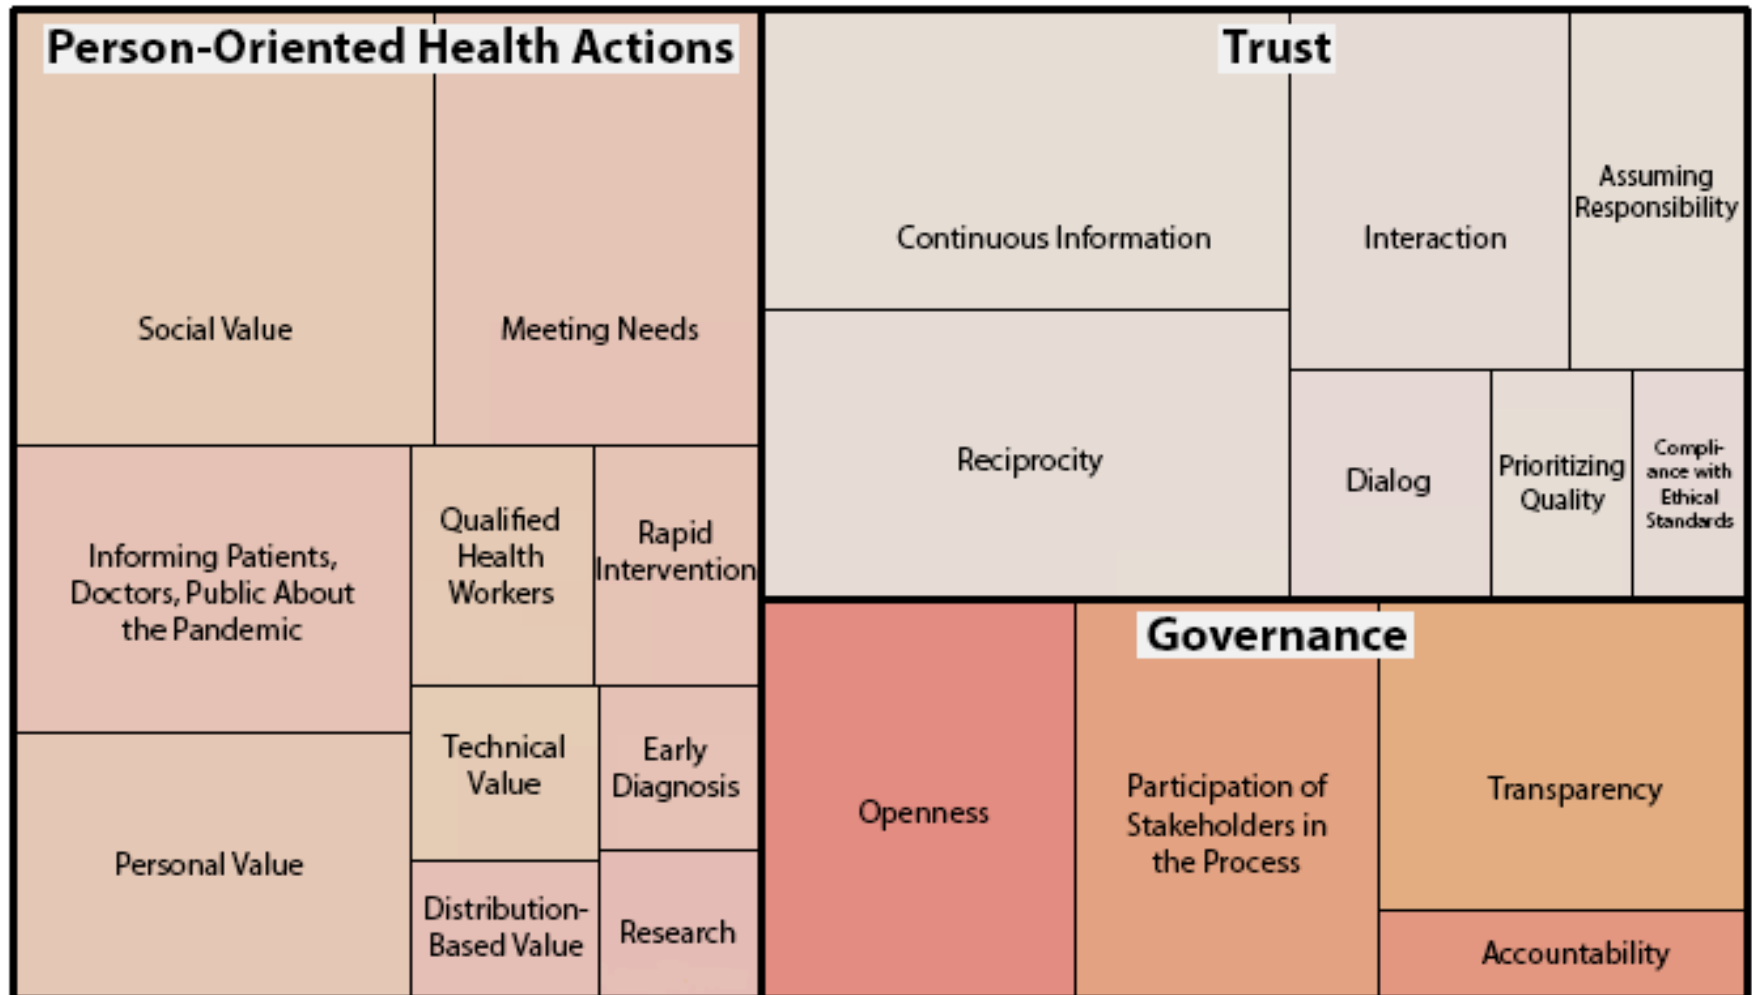 Person-Oriented Health Actions
Social Value
Meeting Needs
Informing Patients,
Doctors, Public About
the Pandemic
Qualified
Health
Workers
Rapid
Intervention
Personal Value
Technical
Value
Early
Diagnosis
Distribution-
Based Value
Research
Trust
Continuous Information
Interaction
Assuming
Responsibility
Reciprocity
Dialog
Prioritizing
Quality
Compli-
ance with
Ethical
Standards
Governance
Openness
Participation of
Stakeholders in
the Process
Transparency
Accountability